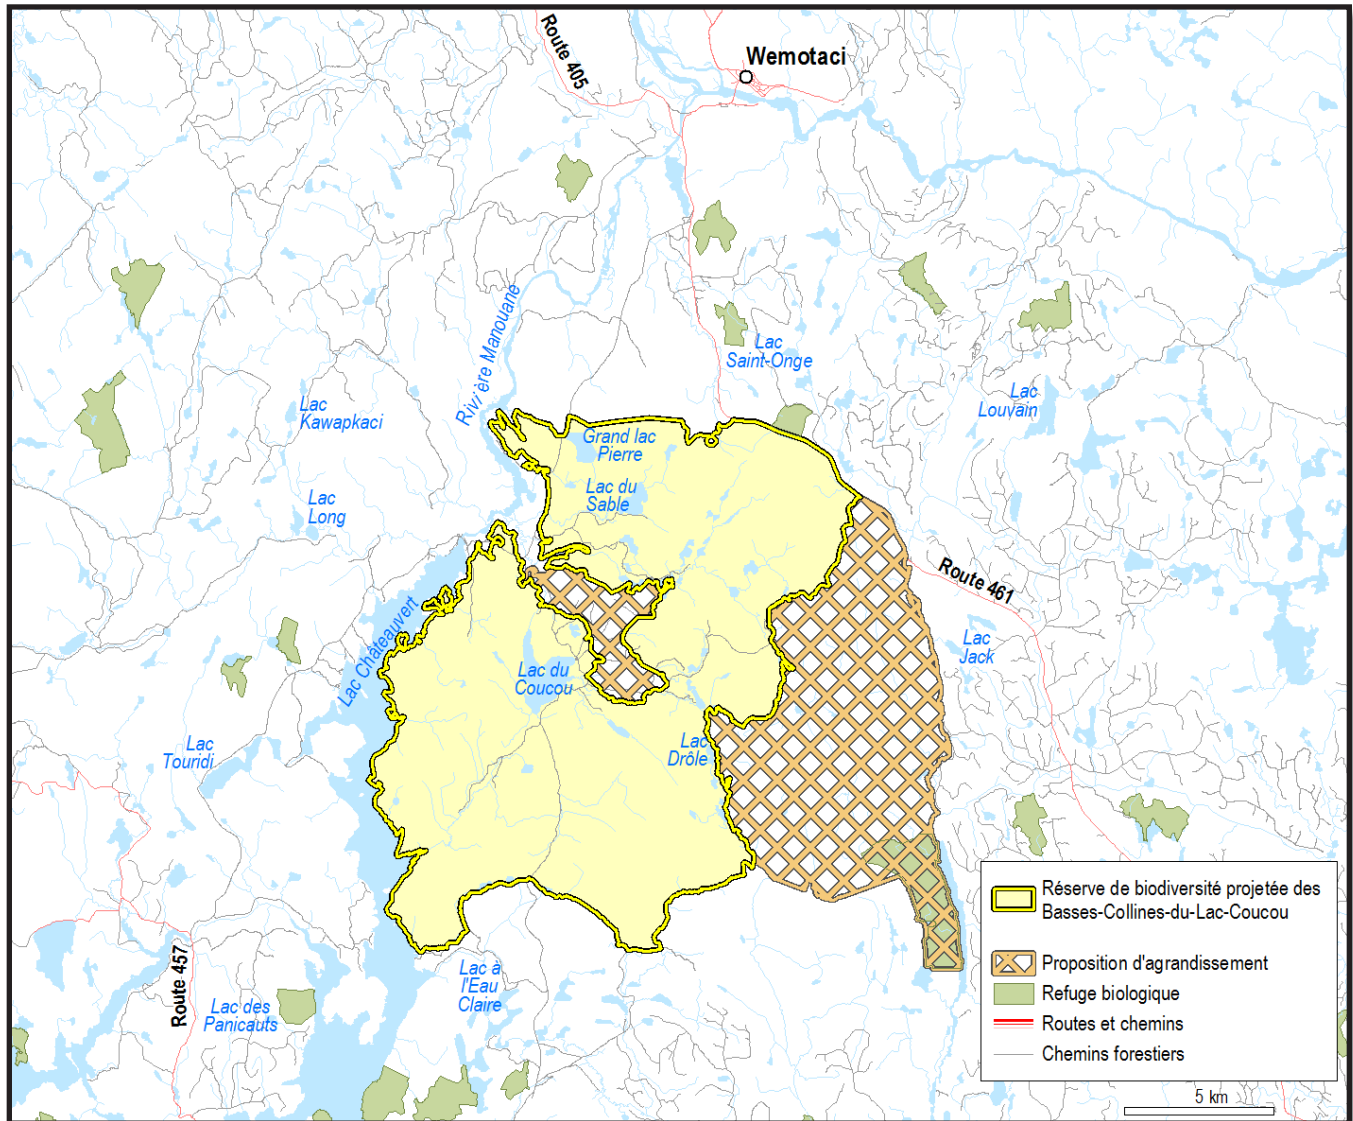 Route 405
Wemotaci
Rivière Manouane
Lac
Saint-Onge
Lac
Kawapkaci
Lac
Louvain
Grand lac
Pierre
Lac du
Sable
Lac
Long
Route 461
Lac Châteauvert
Lac
Jack
Lac du
Coucou
Lac
Touridi
Lac
Drôle
Réserve de biodiversité projetée des
Basses-Collines-du-Lac-Coucou
Proposition d'agrandissement
Refuge biologique
Routes et chemins
Chemins forestiers
Route 457
Lac à
l'Eau
Claire
Lac des
Panicauts
5 km